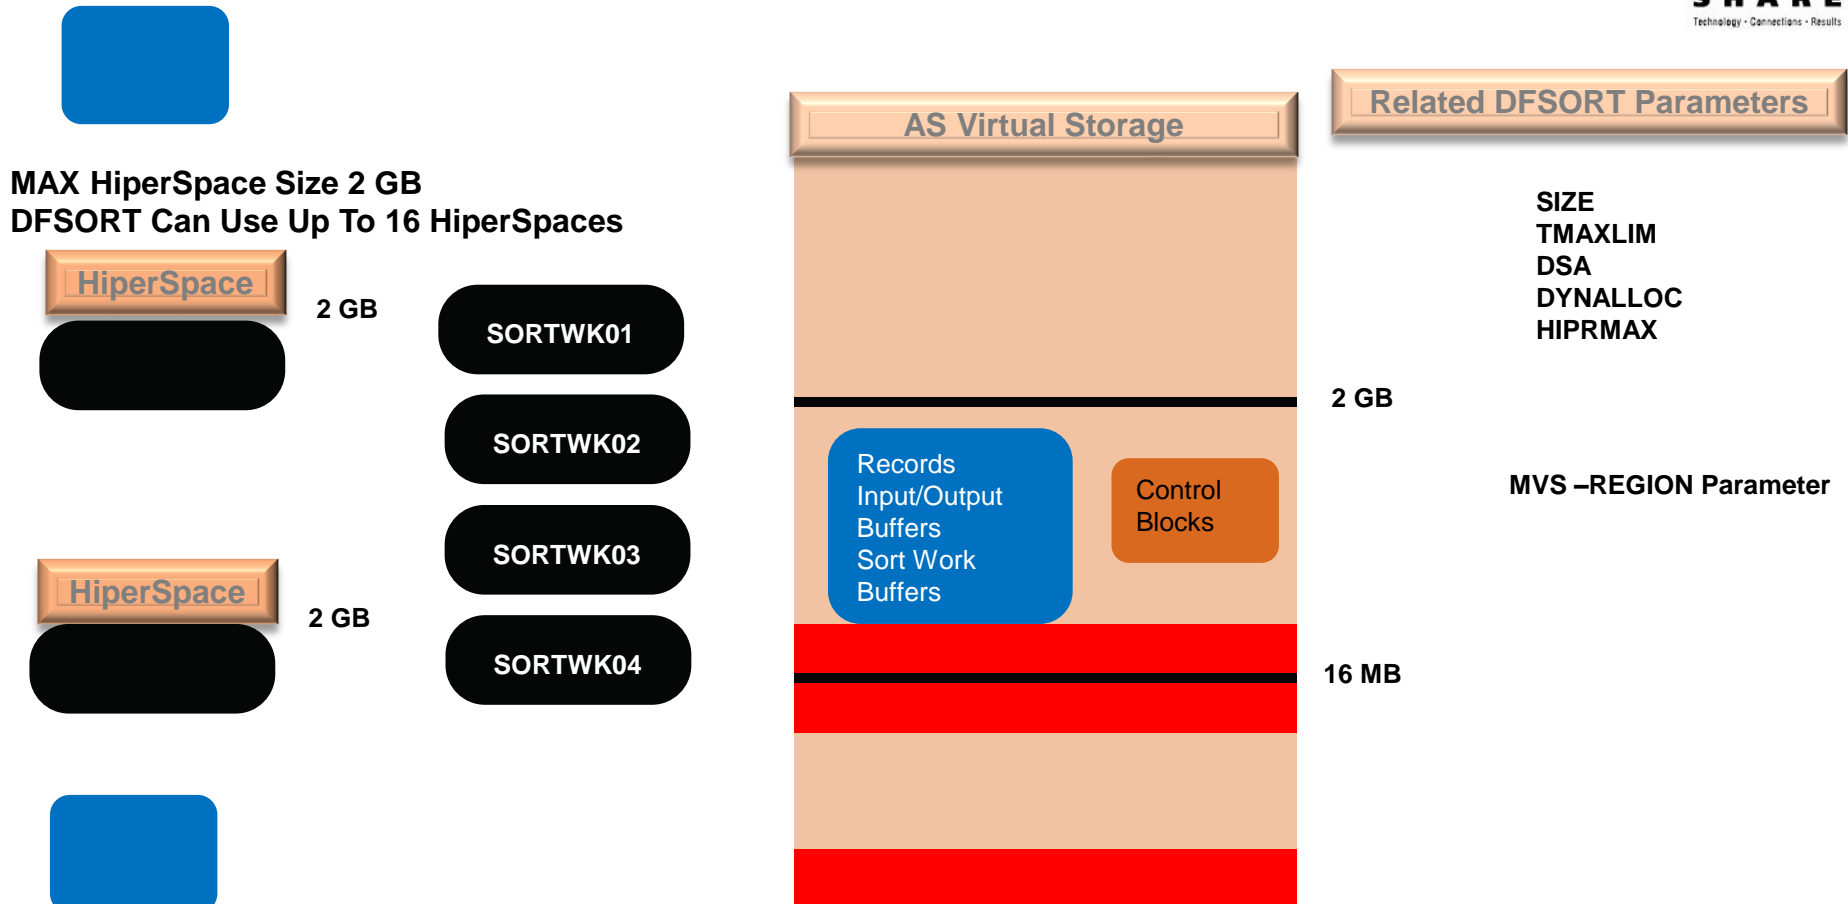 SHARE
Technology · Connections · Results
AS Virtual Storage
Related DFSORT Parameters
MAX HiperSpace Size 2 GB
DFSORT Can Use Up To 16 HiperSpaces
HiperSpace
2 GB
SORTWK01
SORTWK02
SORTWK03
SORTWK04
HiperSpace
2 GB
Records
Input/Output
Buffers
Sort Work
Buffers
Control
Blocks
2 GB
16 MB
SIZE
TMAXLIM
DSA
DYNALLOC
HIPRMAX
MVS –REGION Parameter